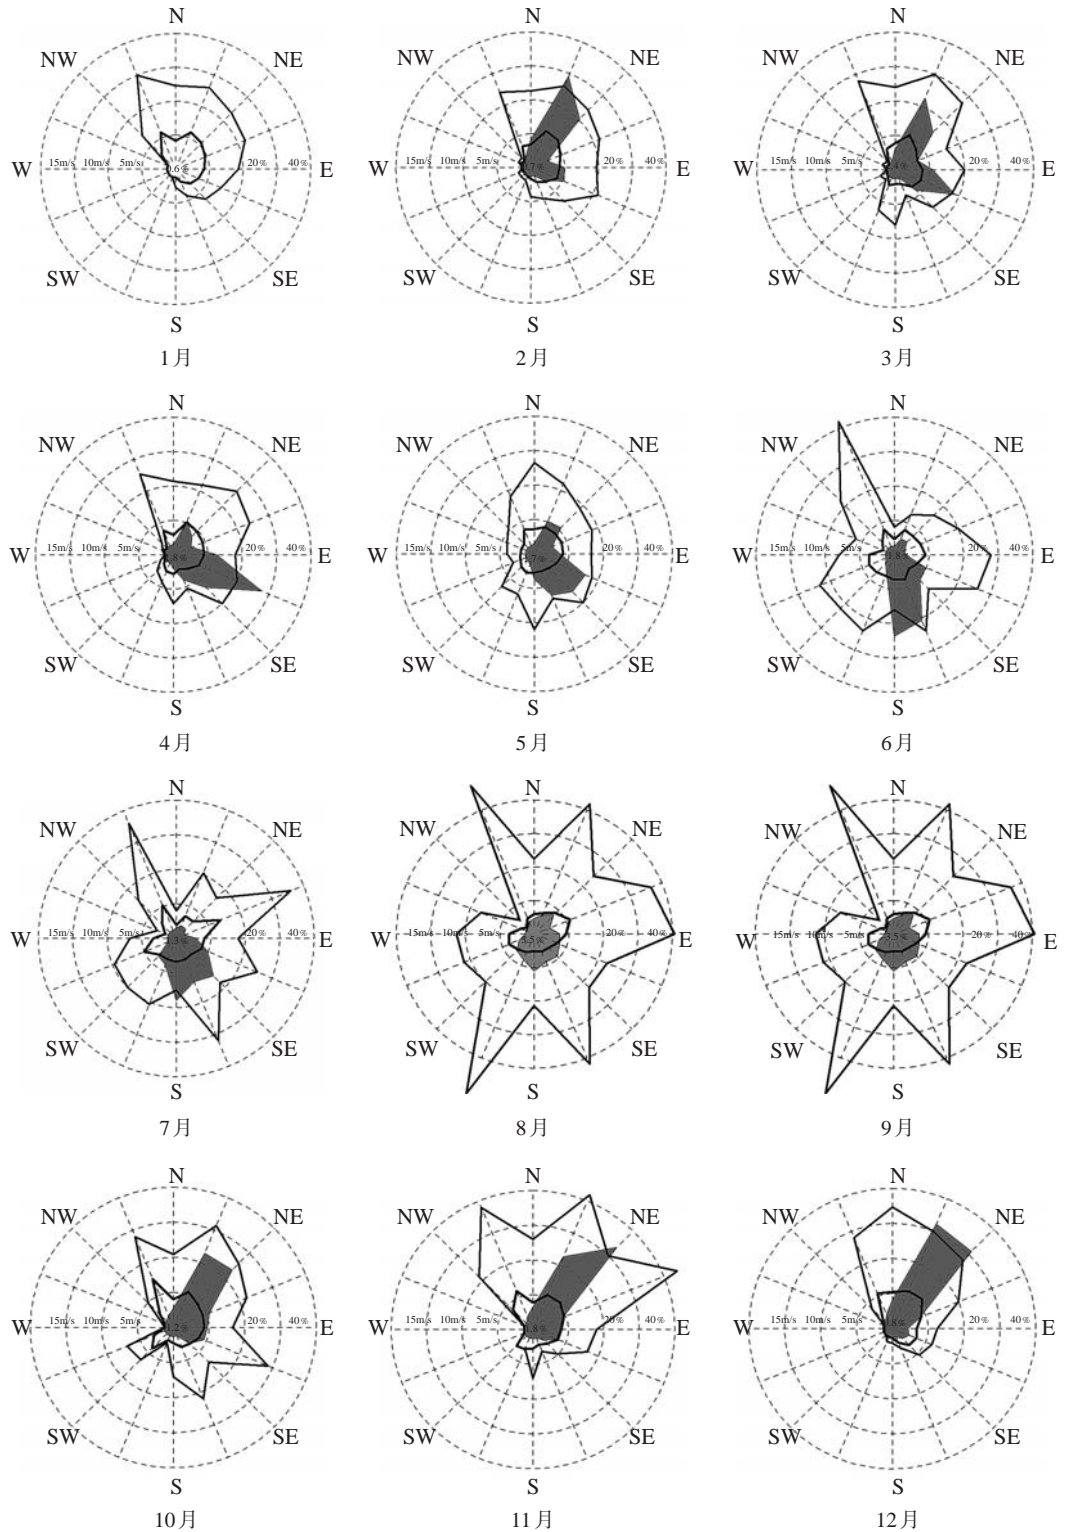 N N N
NW NE NW NE NW NE
W 15m/s 10m/s 5m/s 0.6% 20% 40% E W 15m/s 10m/s 5m/s 20% 40% E W 15m/s 10m/s 5m/s 20% 40% E
SW SE SW SE SW SE
S S S
1月 2月 3月
N N N
NW NE NW NE NW NE
W 15m/s 10m/s 5m/s 20% 40% E W 15m/s 10m/s 5m/s 20% 40% E W 15m/s 10m/s 5m/s 20% 40% E
SW SE SW SE SW SE
S S S
4月 5月 6月
N N N
NW NE NW NE NW NE
W 15m/s 10m/s 5m/s 20% 40% E W 15m/s 10m/s 5m/s 20% 40% E W 15m/s 10m/s 5m/s 20% 40% E
SW SE SW SE SW SE
S S S
7月 8月 9月
N N N
NW NE NW NE NW NE
W 15m/s 10m/s 5m/s 20% 40% E W 15m/s 10m/s 5m/s 20% 40% E W 15m/s 10m/s 5m/s 20% 40% E
SW SE SW SE SW SE
S S S
10月 11月 12月